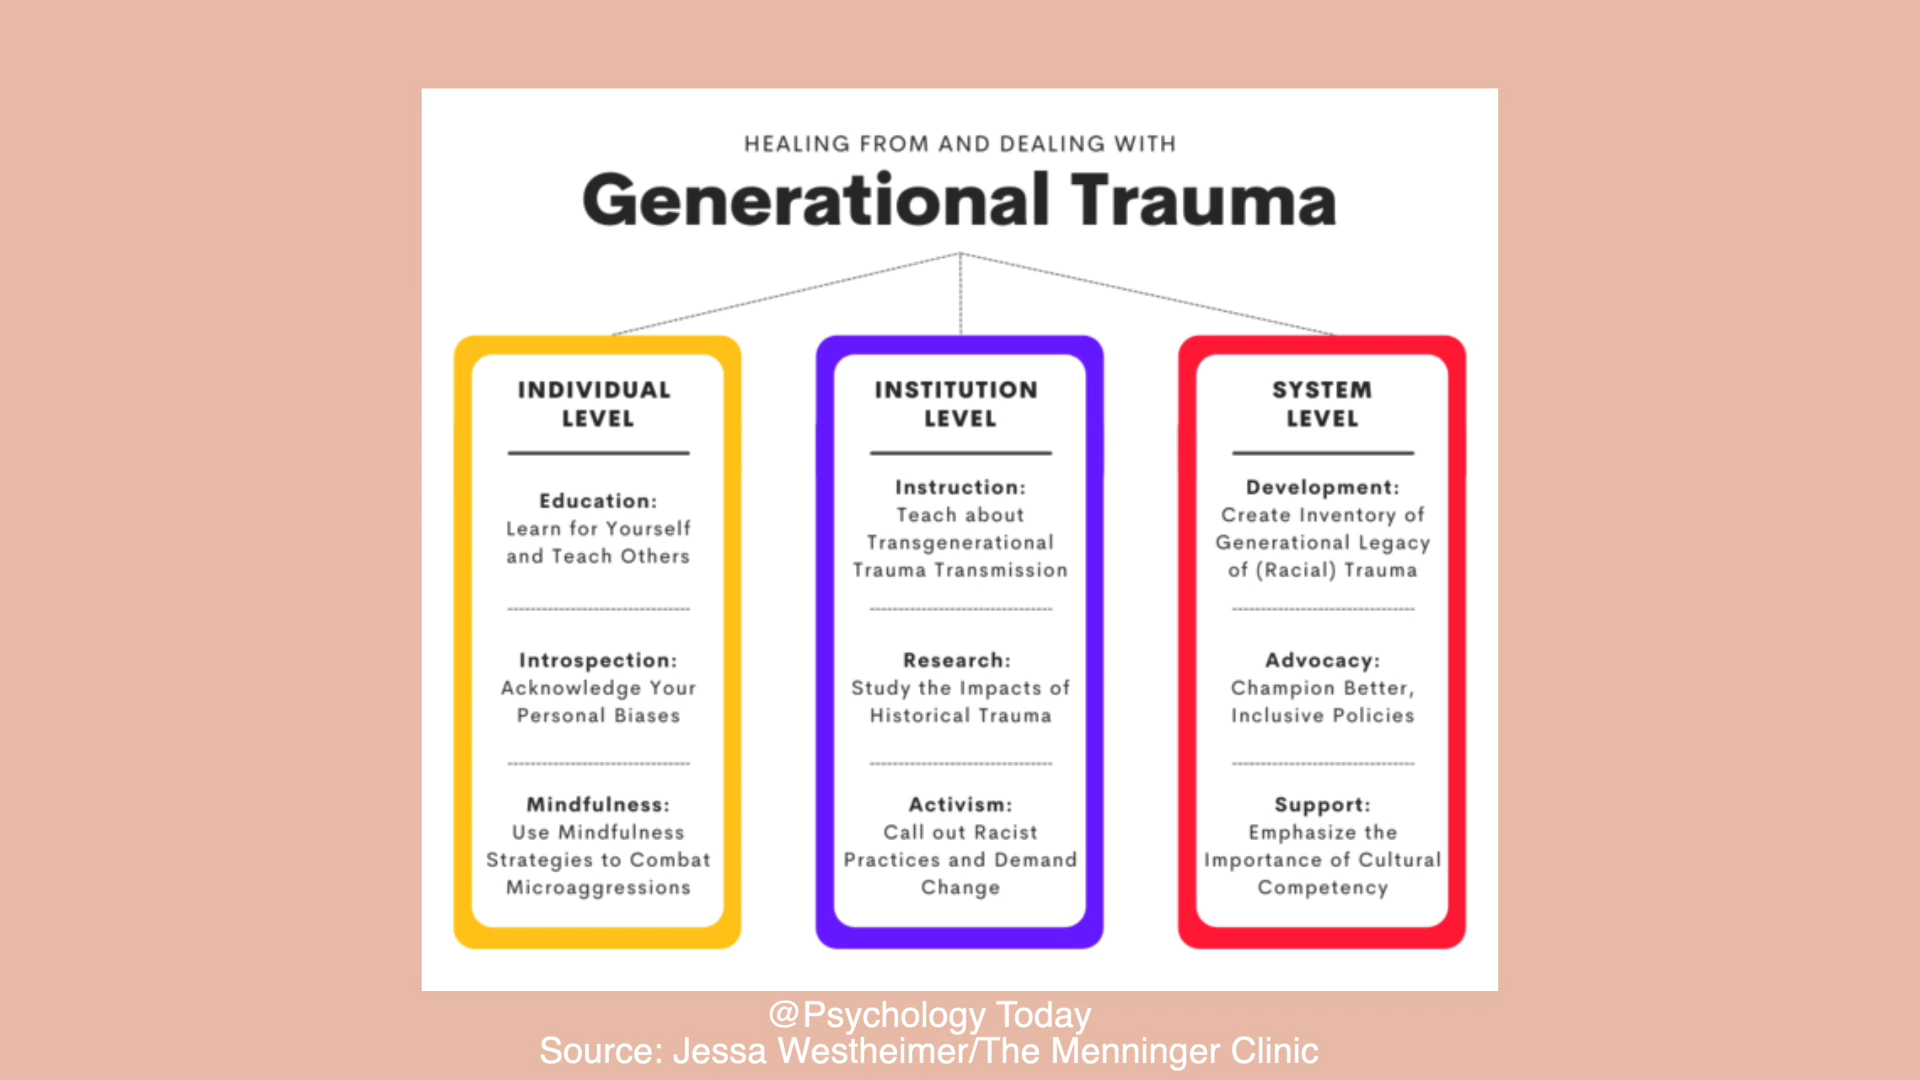 HEALING FROM AND DEALING WITH
Generational Trauma
INDIVIDUAL
LEVEL
Education:
Learn for Yourself
and Teach Others
Introspection:
Acknowledge Your
Personal Biases
Mindfulness:
Use Mindfulness
Strategies to Combat
Microaggressions
INSTITUTION
LEVEL
Instruction:
Teach about
Transgenerational
Trauma Transmission
Research:
Study the Impacts of
Historical Trauma
Activism:
Call out Racist
Practices and Demand
Change
SYSTEM
LEVEL
Development:
Create Inventory of
Generational Legacy
of (Racial) Trauma
Advocacy:
Champion Better,
Inclusive Policies
Support:
Emphasize the
Importance of Cultural
Competency
@Psychology Today
Source: Jessa Westheimer/The Menninger Clinic